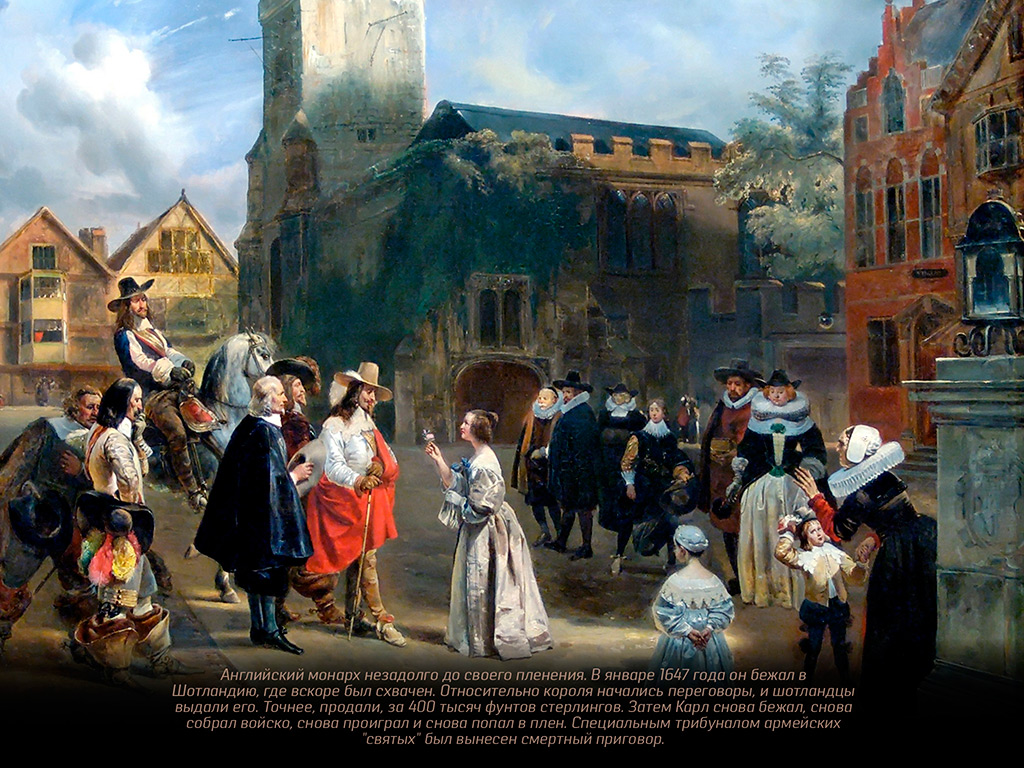 Английский монарх незадолго до своего пленения. В январе 1647 года он бежал в
Шотландию, где вскоре был схвачен. Относительно короля начались переговоры, и шотландцы
выдали его. Точнее, продали, за 400 тысяч фунтов стерлингов. Затем Карл снова бежал, снова
собрал войско, снова проиграл и снова попал в плен. Специальным трибуналом армейских
"святых" был вынесен смертный приговор.